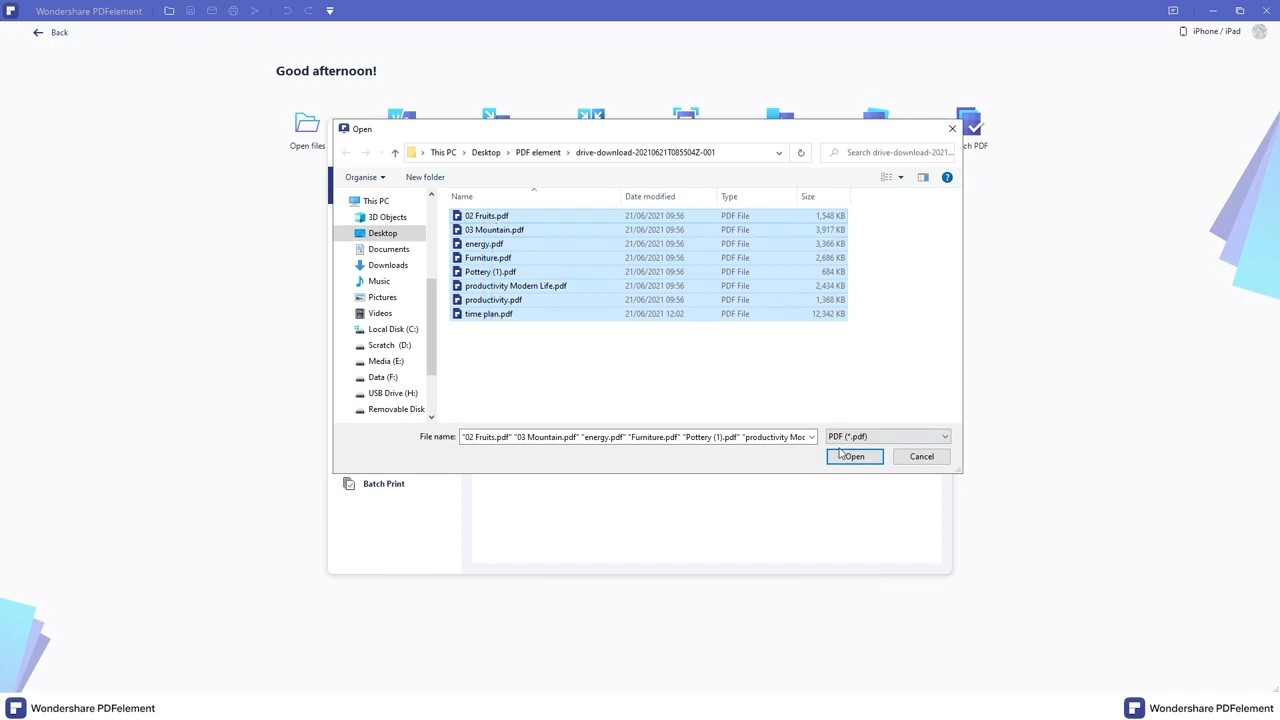 Wondershare PDFelement
Back
iPhone / iPad
Good afternoon!
Open files
ch PDF
Open
This PC > Desktop > PDF element > drive-download-20210621T085504Z-001
Search drive-download-2021...
Organise New folder
Name Date modified Type Size
This PC
3D Objects
Desktop
Documents
Downloads
Music
Pictures
Videos
Local Disk (C:)
Scratch (D:)
Media (E:)
Data (F:)
USB Drive (H:)
Removable Disk
02 Fruits.pdf 21/06/2021 09:56 PDF File 1,548 KB
03 Mountain.pdf 21/06/2021 09:56 PDF File 3,917 KB
energy.pdf 21/06/2021 09:56 PDF File 3,366 KB
Furniture.pdf 21/06/2021 09:56 PDF File 2,686 KB
Pottery (1).pdf 21/06/2021 09:56 PDF File 684 KB
productivity Modern Life.pdf 21/06/2021 09:56 PDF File 2,434 KB
productivity.pdf 21/06/2021 09:56 PDF File 1,368 KB
time plan.pdf 21/06/2021 12:02 PDF File 12,342 KB
File name: "02 Fruits.pdf" "03 Mountain.pdf" "energy.pdf" "Furniture.pdf" "Pottery (1).pdf" "productivity Moc PDF (*.pdf)
Open Cancel
Batch Print
Wondershare PDFelement
Wondershare PDFelement